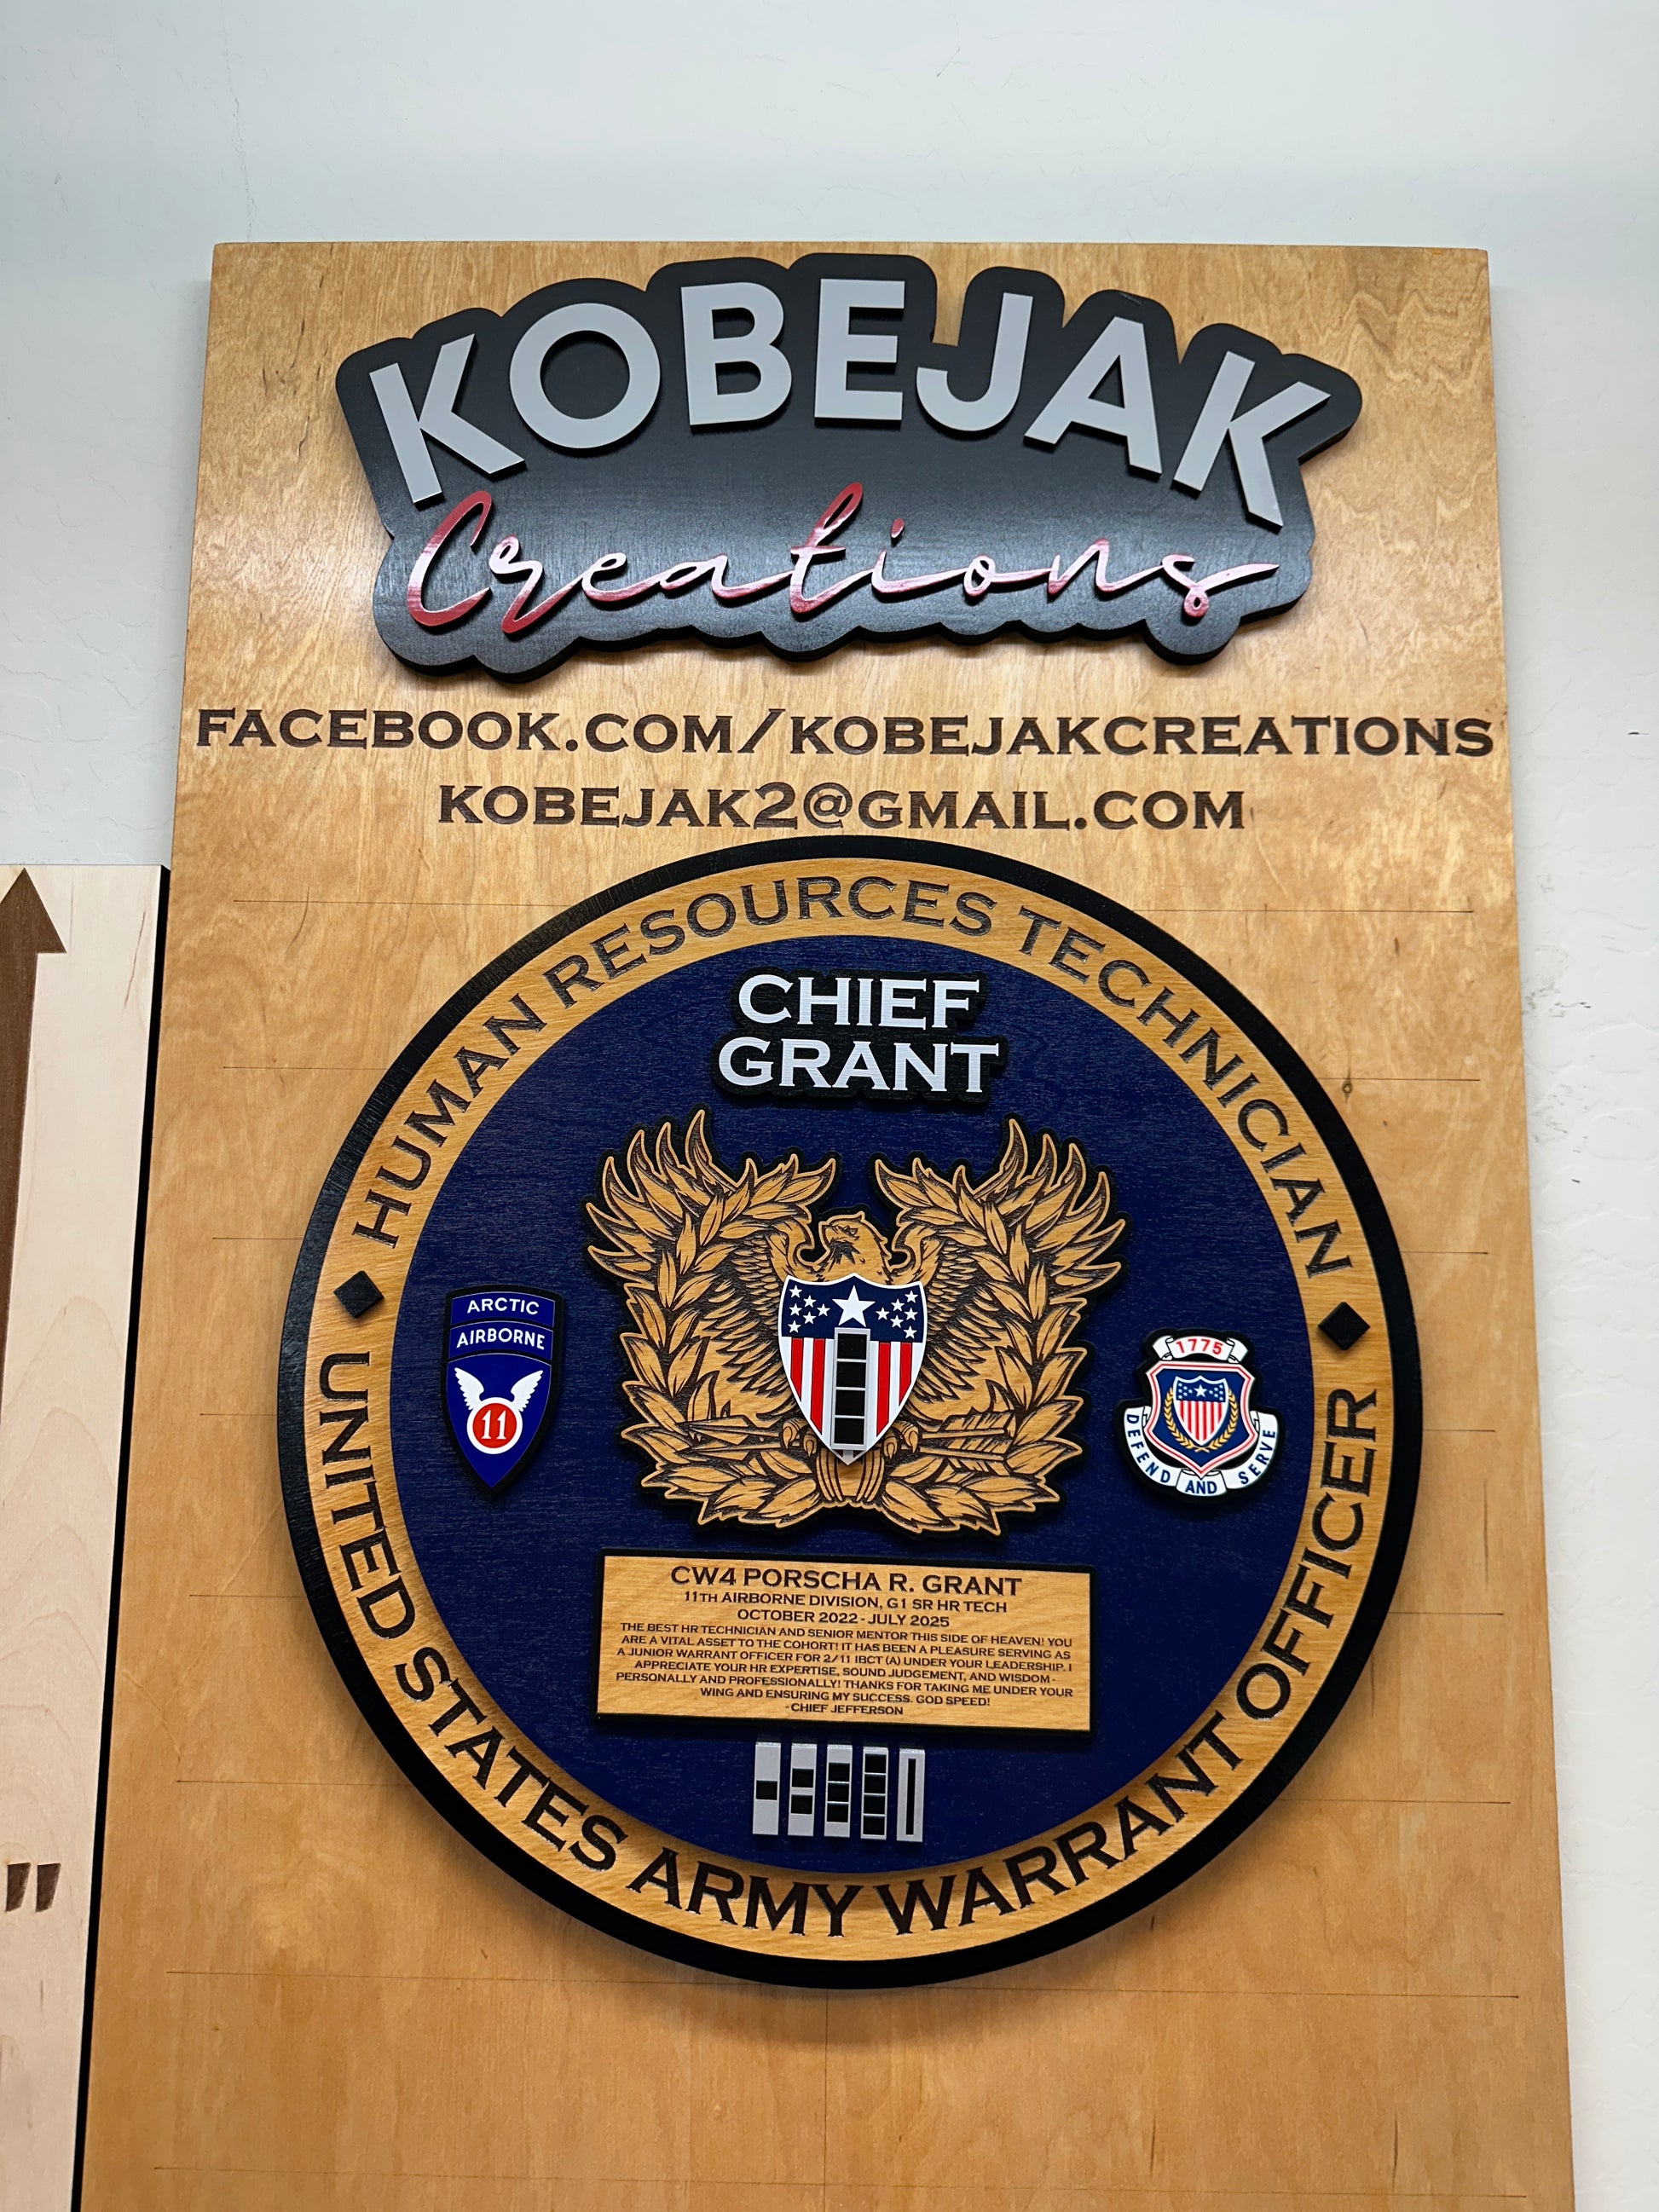 KOBEJAK
Creations
FACEBOOK.COM/KOBEJAKCREATIONS
KOBEJAK2@GMAIL.COM
HUMAN RESOURCES TECHNICIAN
CHIEF
GRANT
ARCTIC
AIRBORNE
11
1775
DEFEND AND SERVE
CW4 PORSCHA R. GRANT
11TH AIRBORNE DIVISION, G1 SR HR TECH
OCTOBER 2022 - JULY 2025
THE BEST HR TECHNICIAN AND SENIOR MENTOR THIS SIDE OF HEAVEN! YOU
ARE A VITAL ASSET TO THE COHORT! IT HAS BEEN A PLEASURE SERVING AS
A JUNIOR WARRANT OFFICER FOR 2/11 IBCT (A) UNDER YOUR LEADERSHIP. I
APPRECIATE YOUR HR EXPERTISE, SOUND JUDGEMENT, AND WISDOM-
PERSONALLY AND PROFESSIONALLY! THANKS FOR TAKING ME UNDER YOUR
WING AND ENSURING MY SUCCESS. GOD SPEED!
-CHIEF JEFFERSON
UNITED STATES ARMY WARRANT OFFICER
"